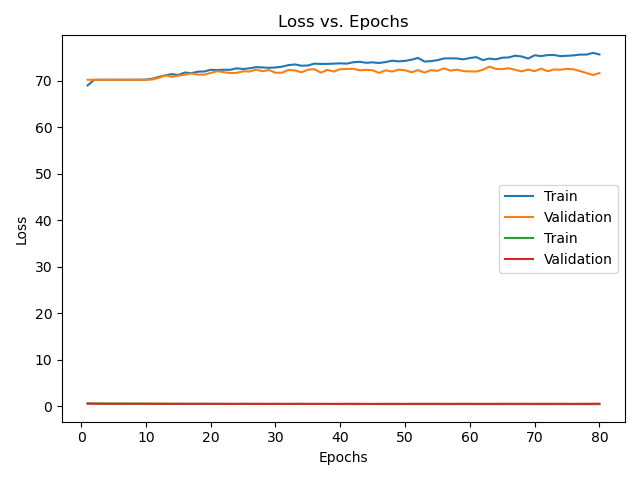 Loss vs. Epochs
Loss
70
60
50
40
30
20
10
0
Train
Validation
Train
Validation
0 10 20 30 40 50 60 70 80
Epochs